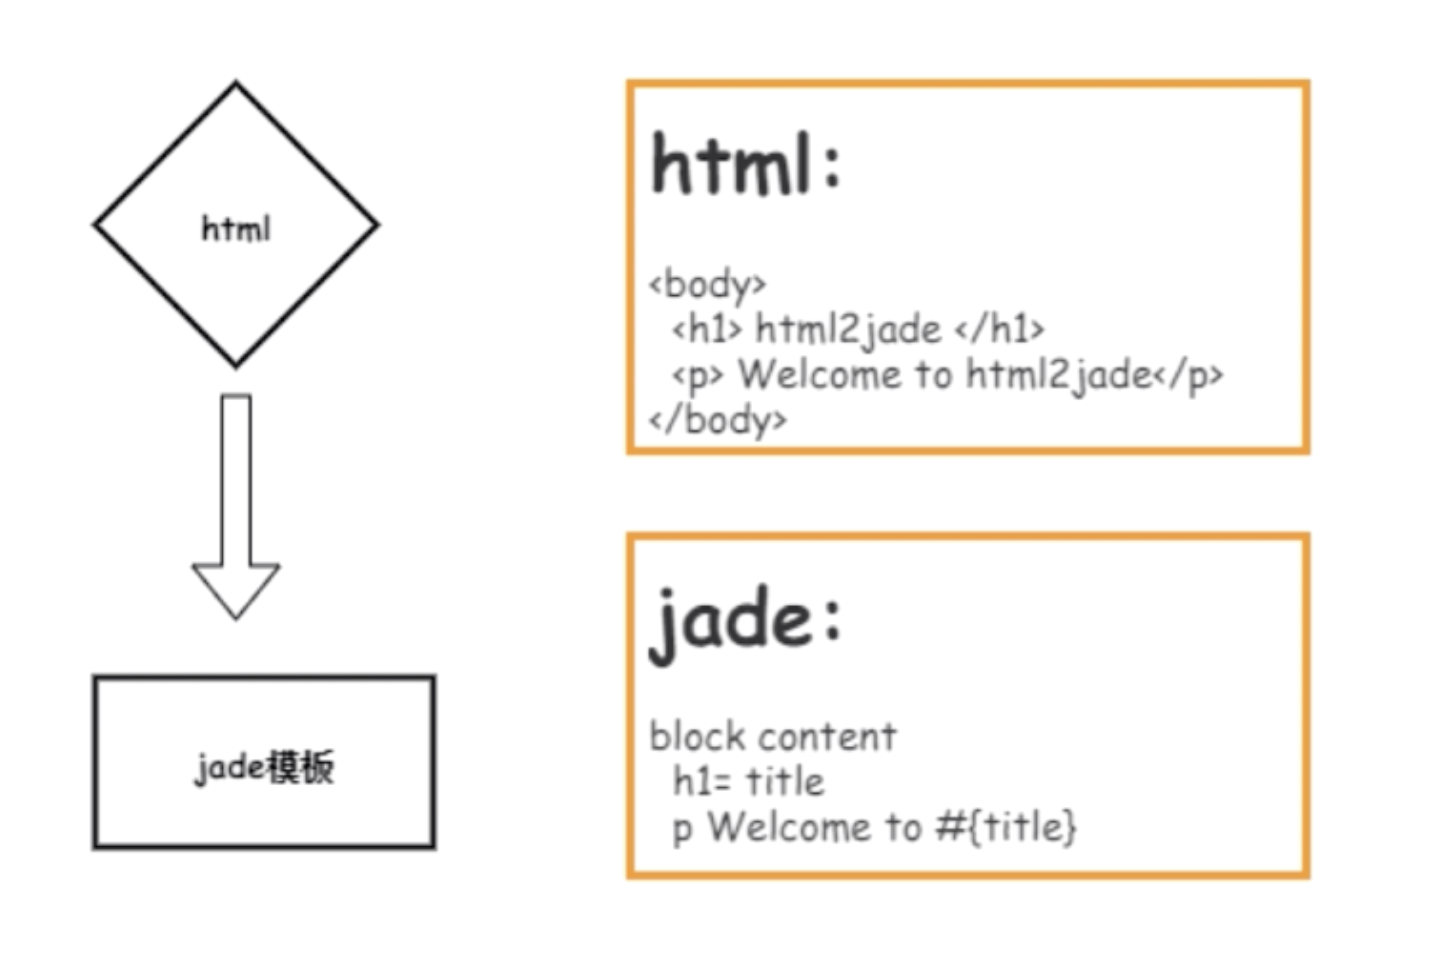 html
jade模板
html:
<body>
<h1> html2jade </h1>
<p> Welcome to html2jade</p>
</body>
jade:
block content
h1= title
p Welcome to #{title}